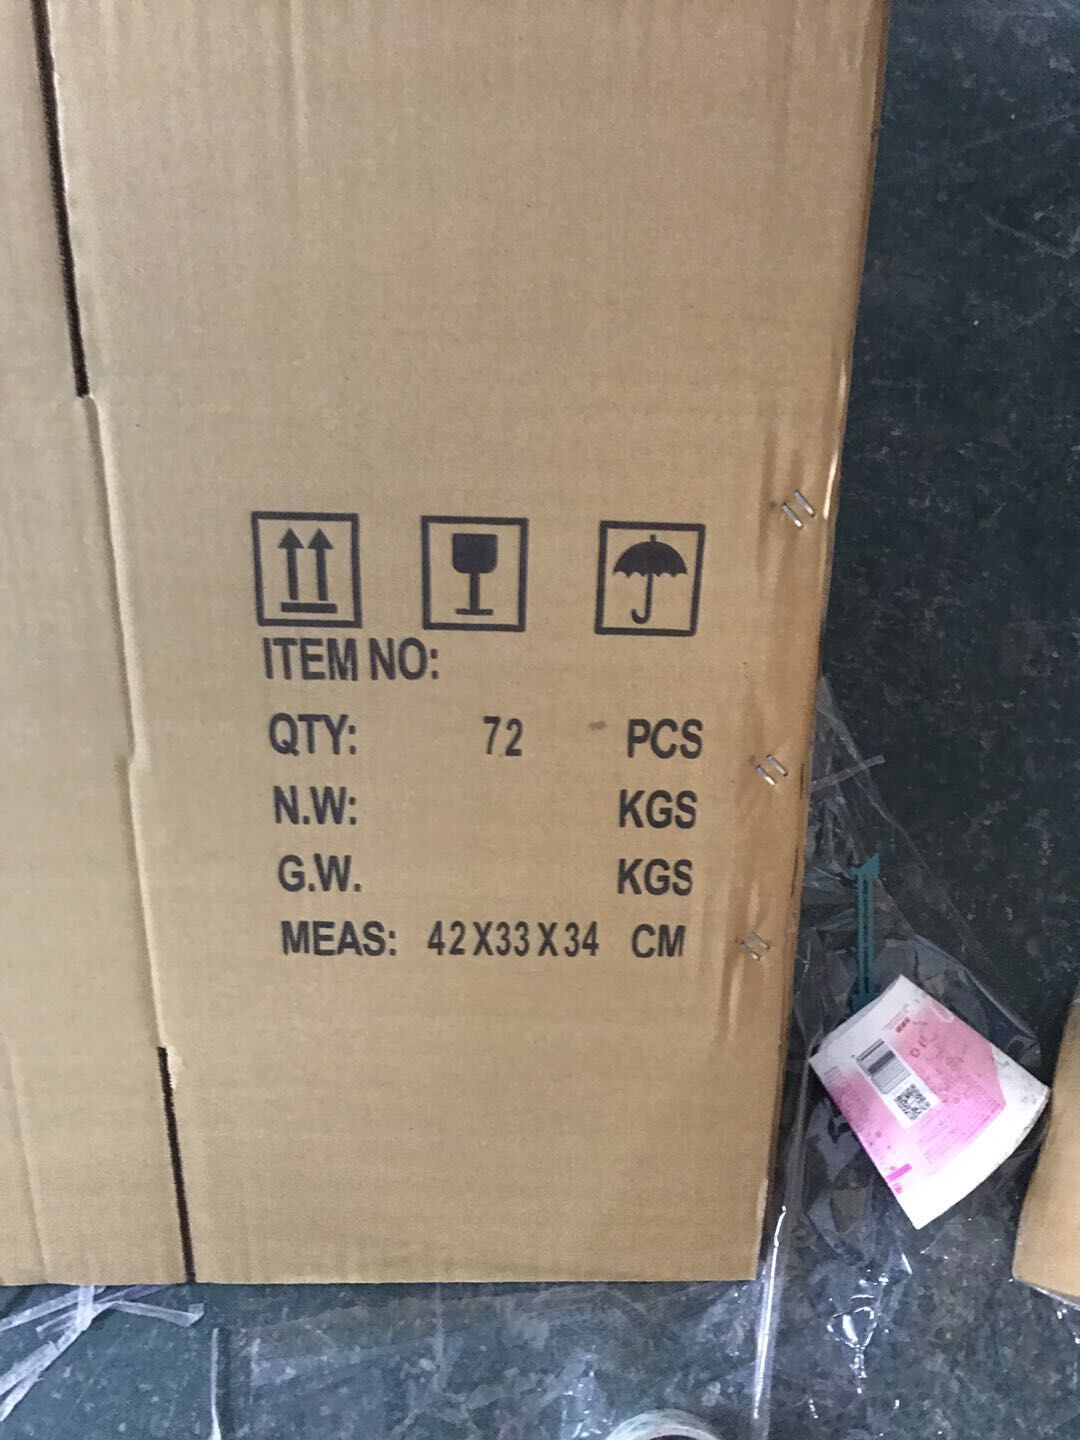 ITEM NO:
QTY: 72 PCS
N.W: KGS
G.W. KGS
MEAS: 42X33X34 CM